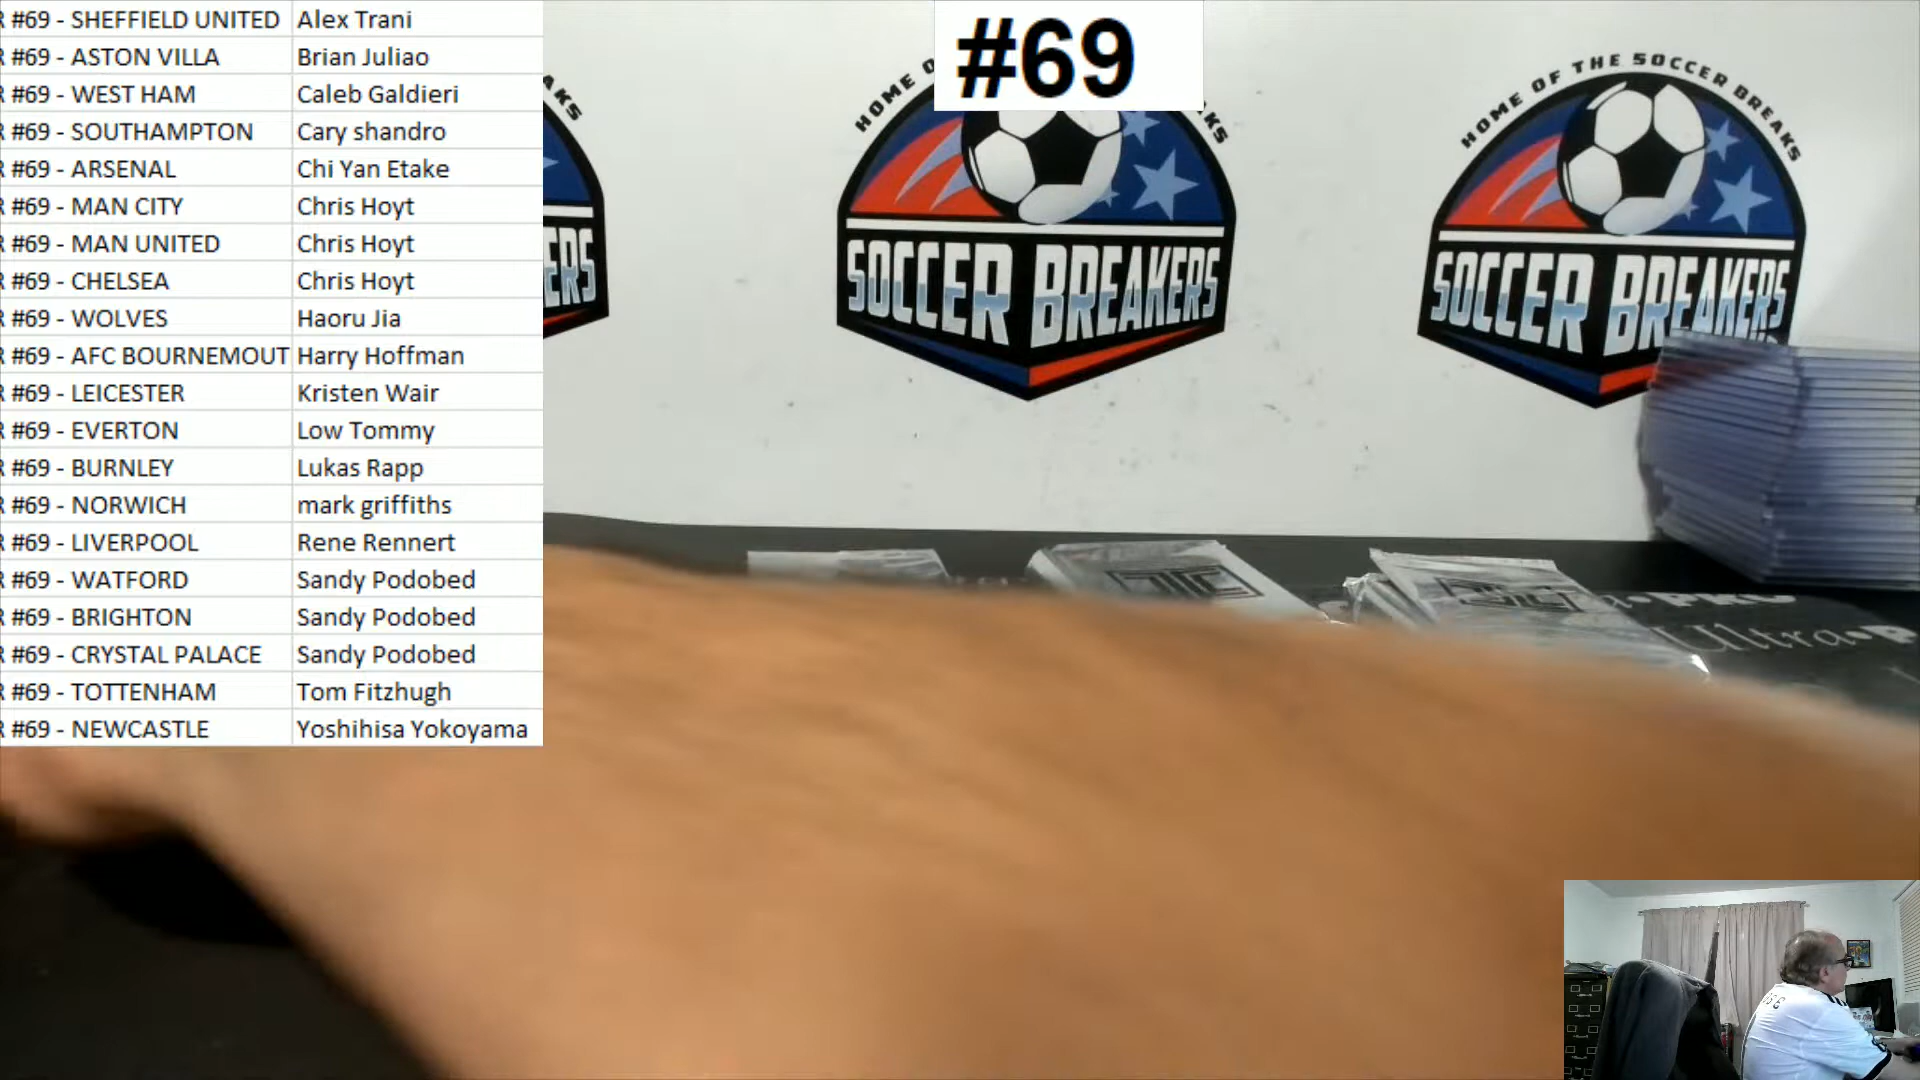 R #69 - SHEFFIELD UNITED Alex Trani
R #69 - ASTON VILLA Brian Juliao
R #69 - WEST HAM Caleb Galdieri
R #69 - SOUTHAMPTON Cary shandro
R #69 - ARSENAL Chi Yan Etake
R #69 - MAN CITY Chris Hoyt
R #69 - MAN UNITED Chris Hoyt
R #69 - CHELSEA Chris Hoyt
R #69 - WOLVES Haoru Jia
R #69 - AFC BOURNEMOUT Harry Hoffman
R #69 - LEICESTER Kristen Wair
R #69 - EVERTON Low Tommy
R #69 - BURNLEY Lukas Rapp
R #69 - NORWICH mark griffiths
R #69 - LIVERPOOL Rene Rennert
R #69 - WATFORD Sandy Podobed
R #69 - BRIGHTON Sandy Podobed
R #69 - CRYSTAL PALACE Sandy Podobed
R #69 - TOTTENHAM Tom Fitzhugh
R #69 - NEWCASTLE Yoshihisa Yokoyama
#69
AKS
ERS
HOME O
AKS
SOCCER BREAKERS
HOME OF THE SOCCER BREAKS
SOCCER BREAKERS
Ultra•P